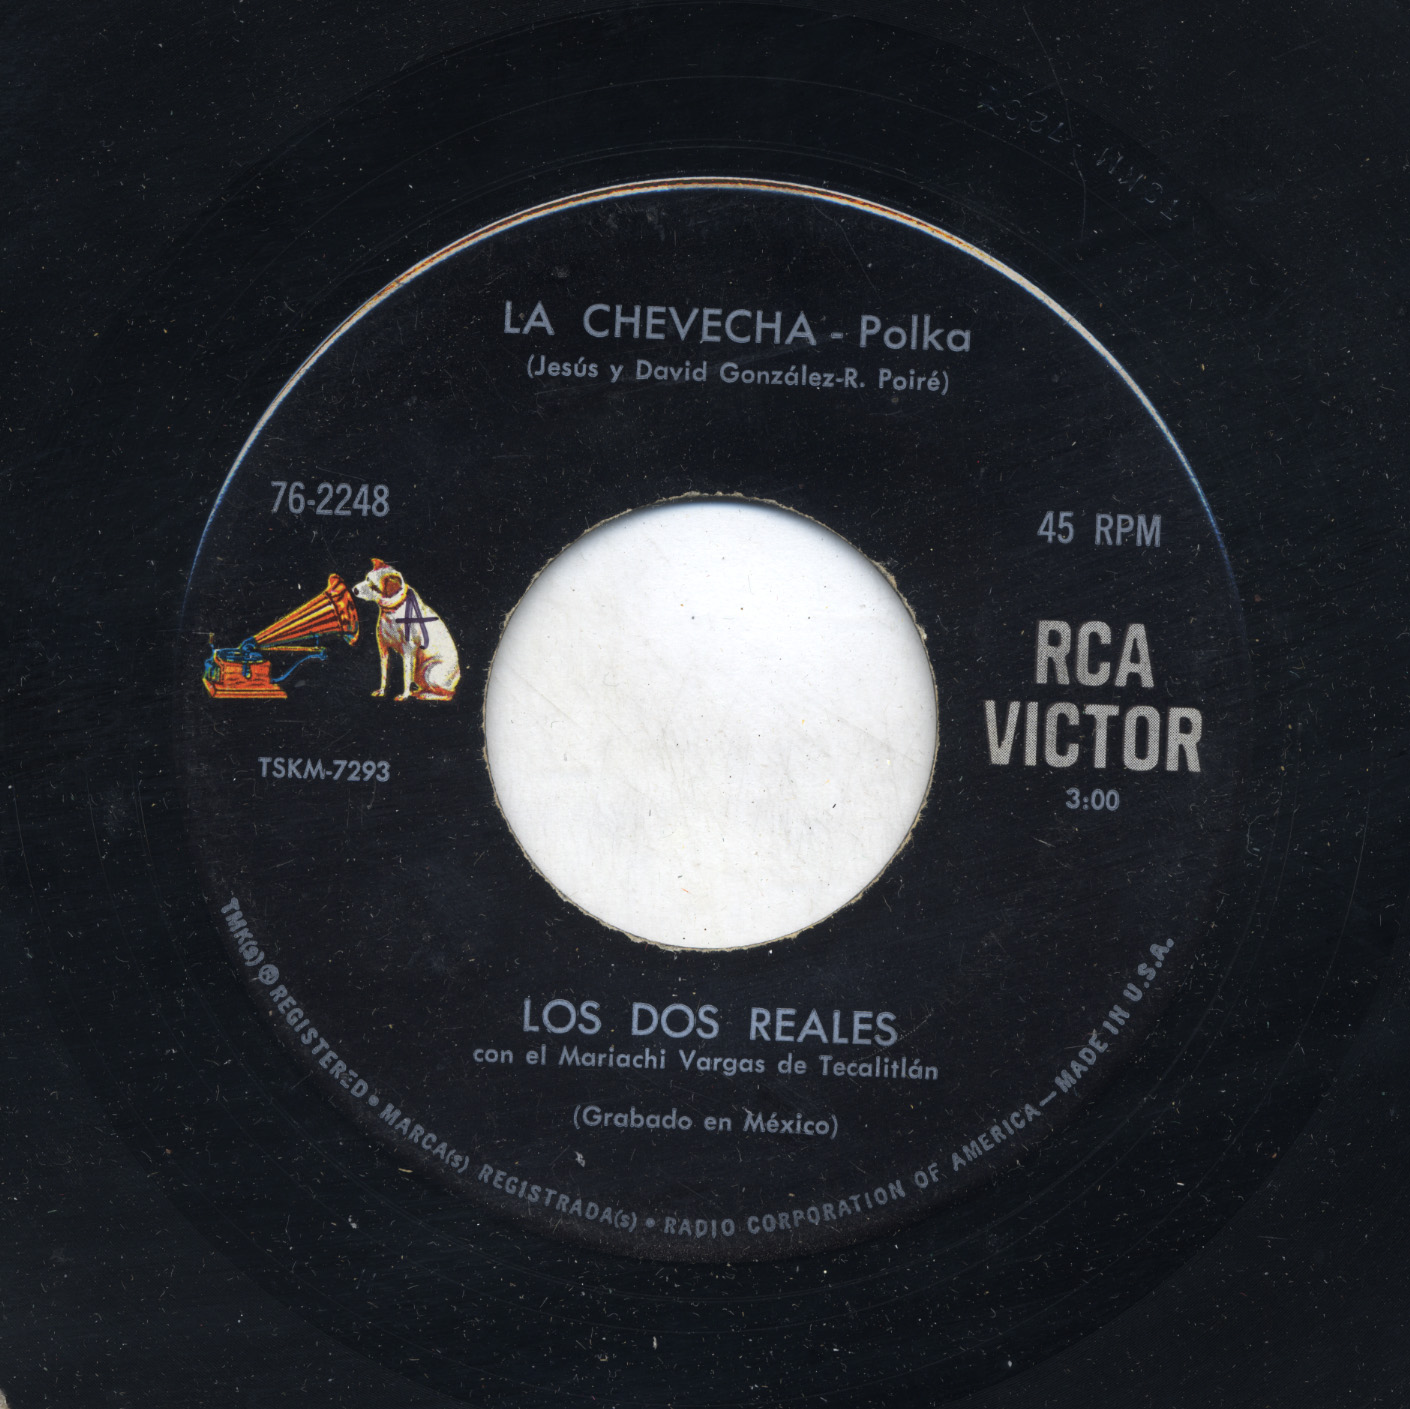 LA CHEVECHA - Polka
(Jesús y David González-R. Poiré)
76-2248
45 RPM
A
RCA
VICTOR
TSKM-7293
3:00
LOS DOS REALES
con el Mariachi Vargas de Tecalitlán
(Grabado en México)
TMK(s) ® REGISTERED • MARCA(s) REGISTRADA(s) • RADIO CORPORATION OF AMERICA — MADE IN U.S.A.